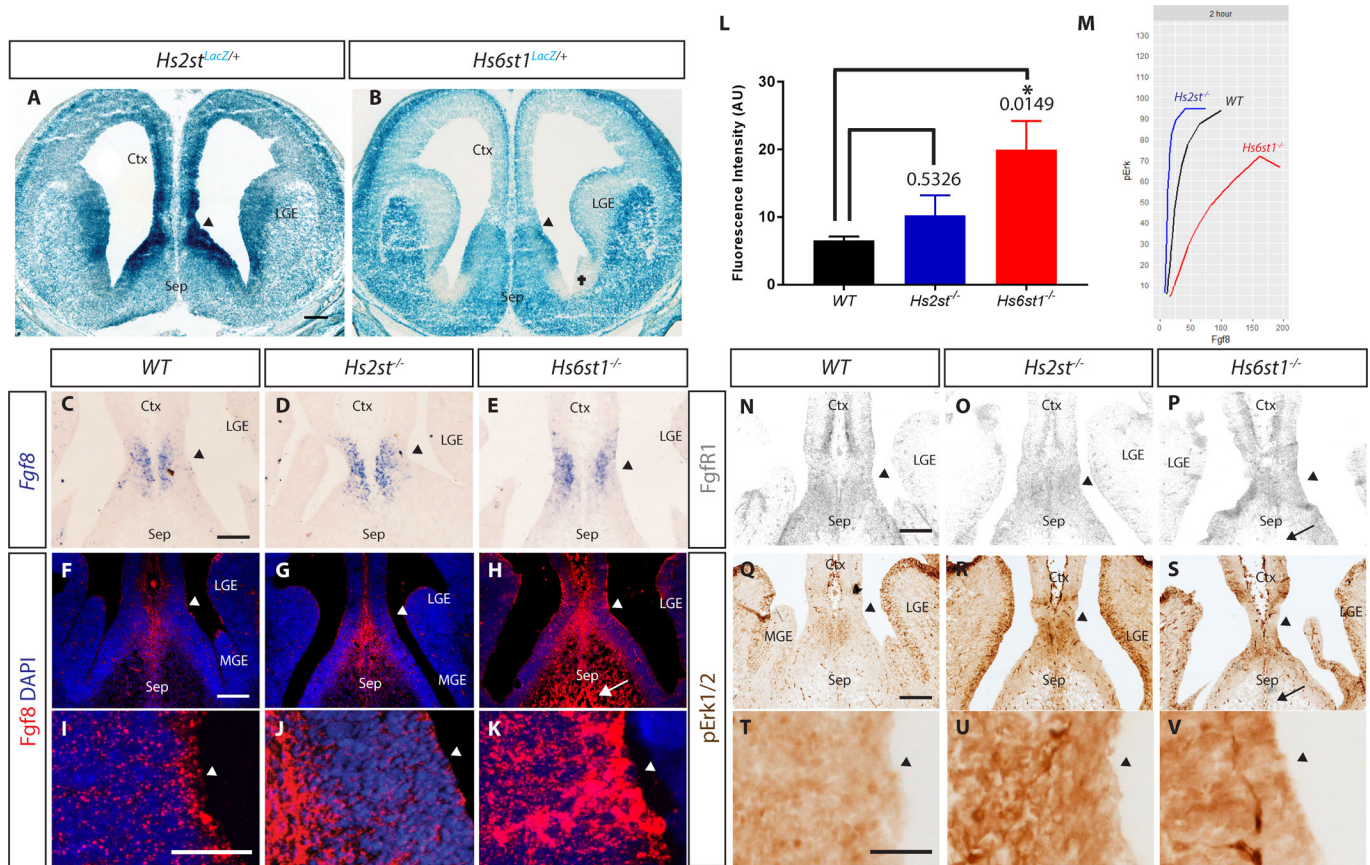 Hs2st^LacZ/+
Hs6st1^LacZ/+
A
Ctx
LGE
Sep
B
Ctx
LGE
Sep
L
Fluorescence Intensity (AU)
30
20
10
0
0.5326
*
0.0149
WT
Hs2st-/-
Hs6st1-/-
M
2 hour
pErk
130
120
110
100
90
80
70
60
50
40
30
20
10
Hs2st-/-
WT
Hs6st1-/-
0
50
100
150
200
Fgf8
WT
Hs2st-/-
Hs6st1-/-
Fgf8
C
Ctx
LGE
Sep
D
Ctx
LGE
Sep
E
Ctx
LGE
Sep
Fgf8 DAPI
F
LGE
MGE
Sep
G
LGE
MGE
Sep
H
LGE
Sep
I
J
K
WT
Hs2st-/-
Hs6st1-/-
FgfR1
N
Ctx
LGE
Sep
O
Ctx
LGE
Sep
P
Ctx
LGE
Sep
pErk1/2
Q
Ctx
LGE
MGE
Sep
R
Ctx
LGE
Sep
S
Ctx
LGE
Sep
T
U
V